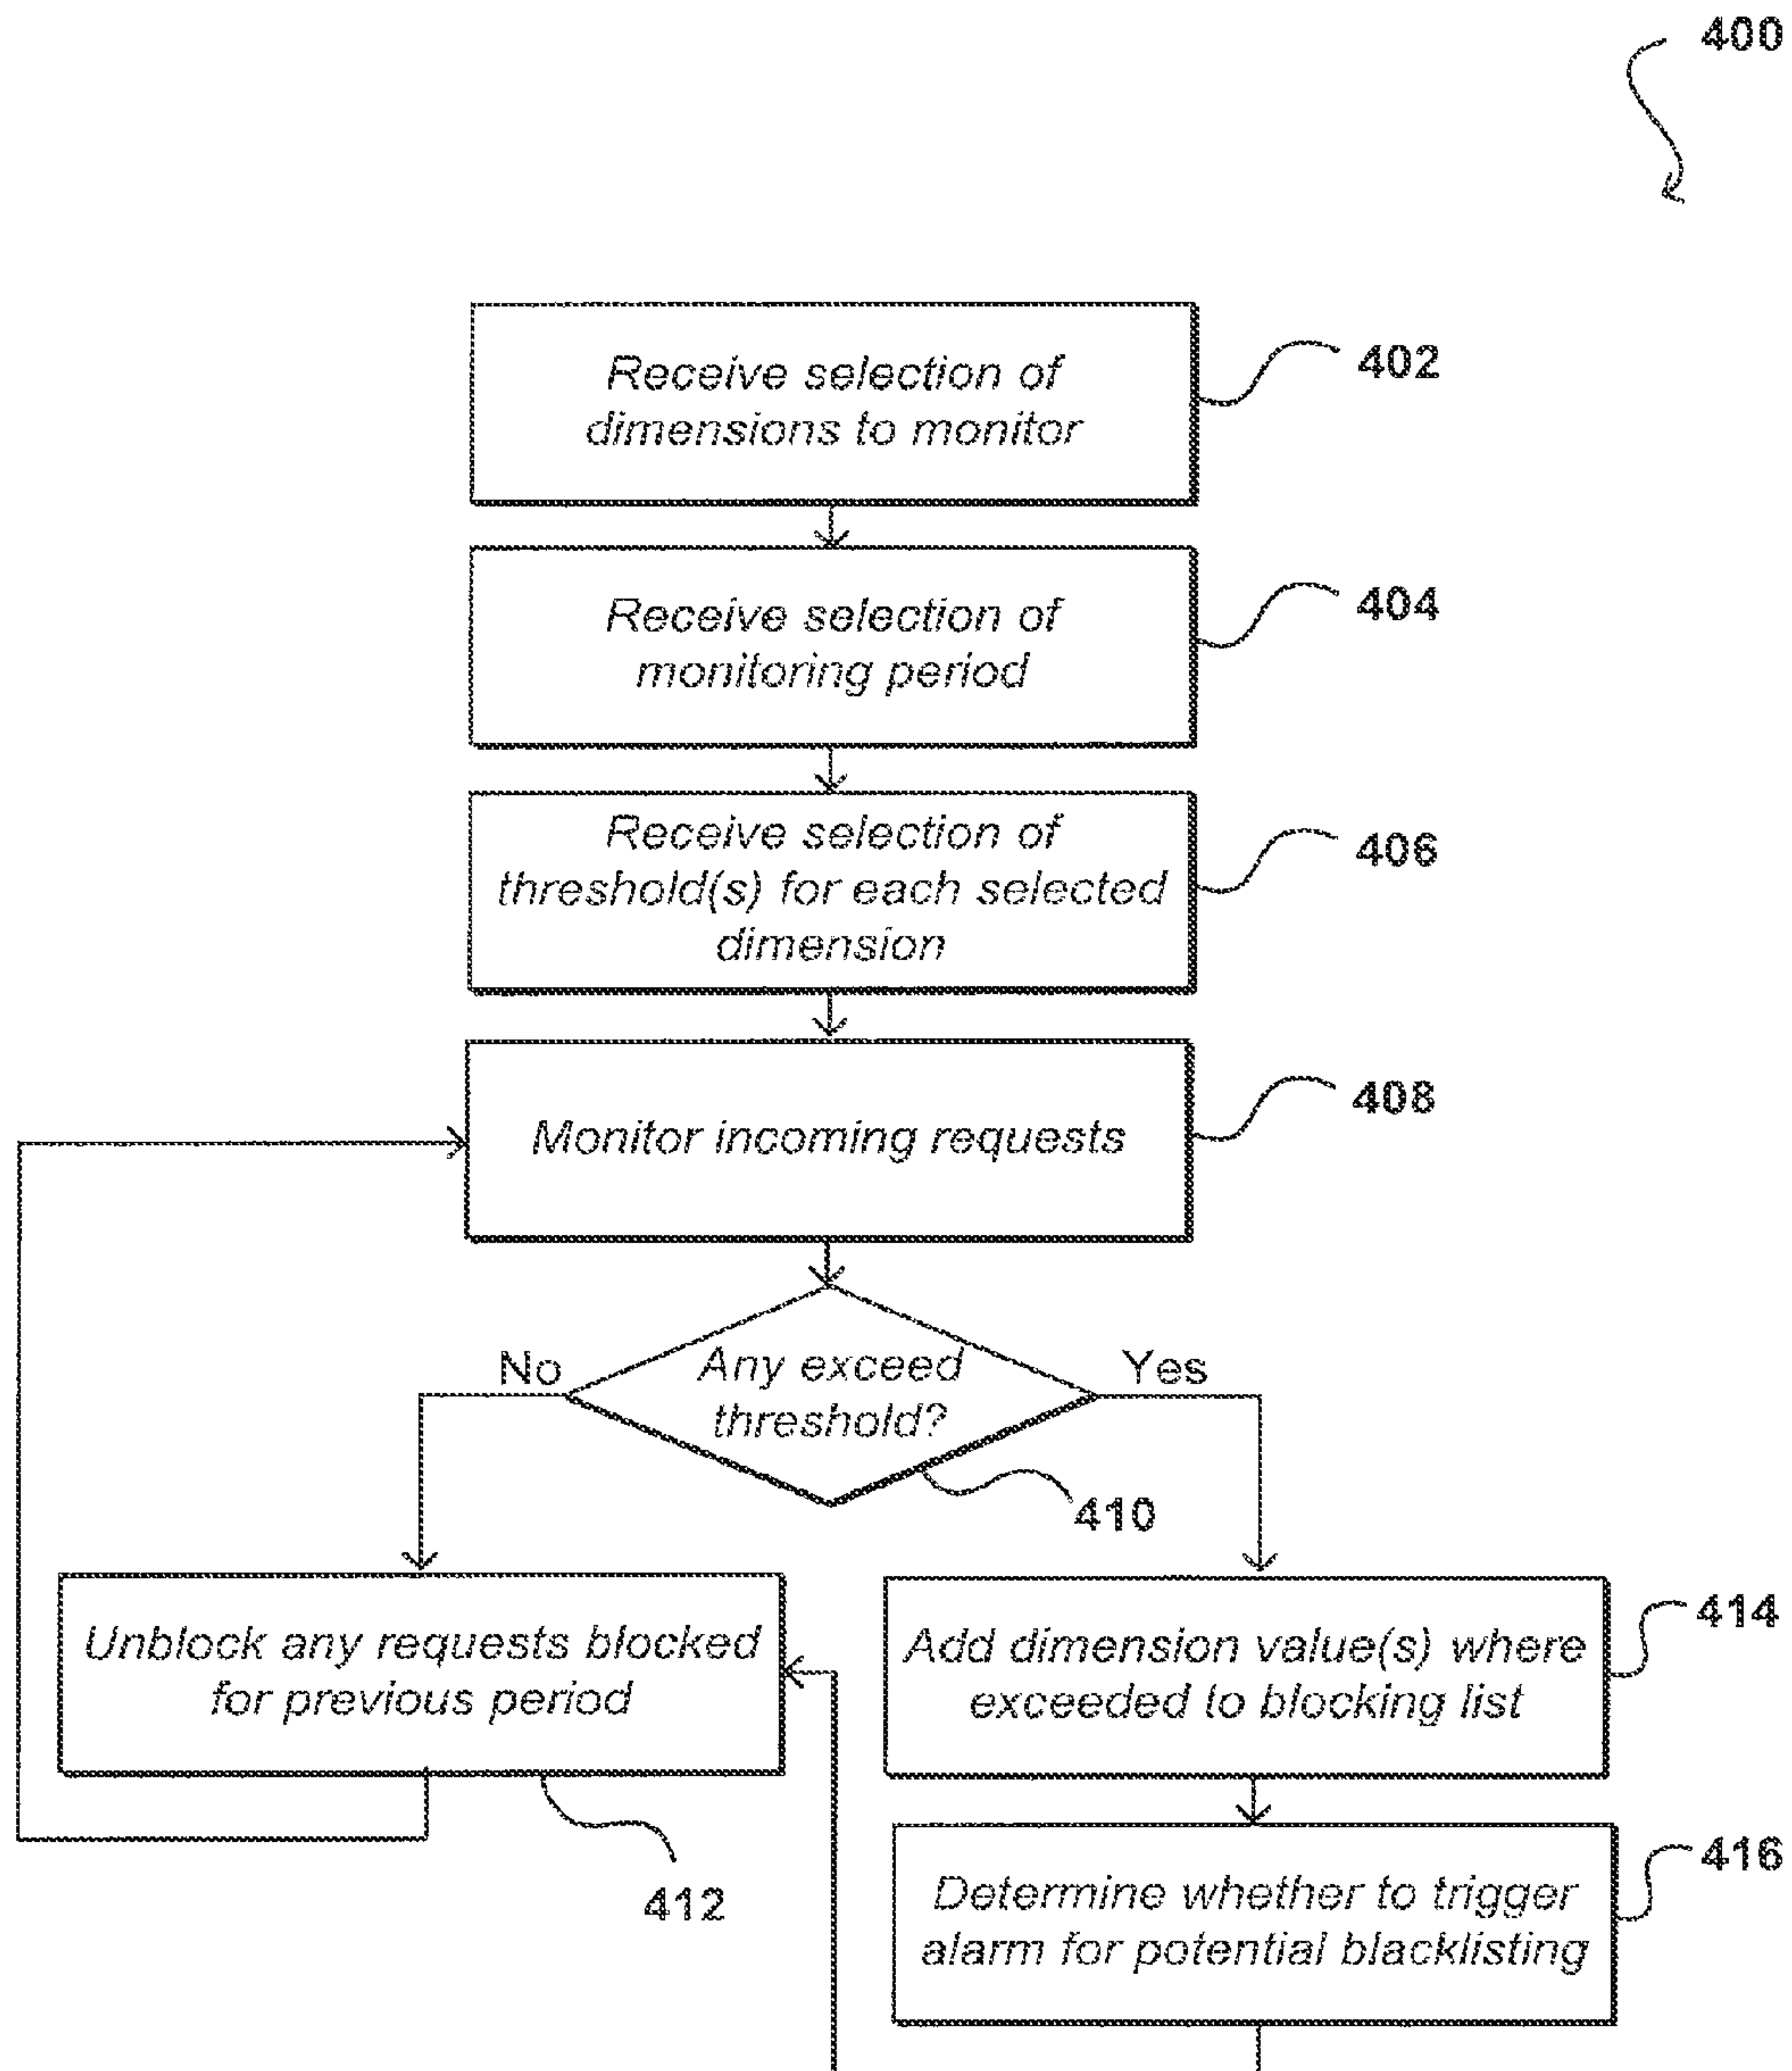 400
Receive selection of
dimensions to monitor
402
Receive selection of
monitoring period
404
Receive selection of
threshold(s) for each selected
dimension
406
Monitor incoming requests
408
No
Any exceed
threshold?
Yes
410
Unblock any requests blocked
for previous period
412
Add dimension value(s) where
exceeded to blocking list
414
Determine whether to trigger
alarm for potential blacklisting
416